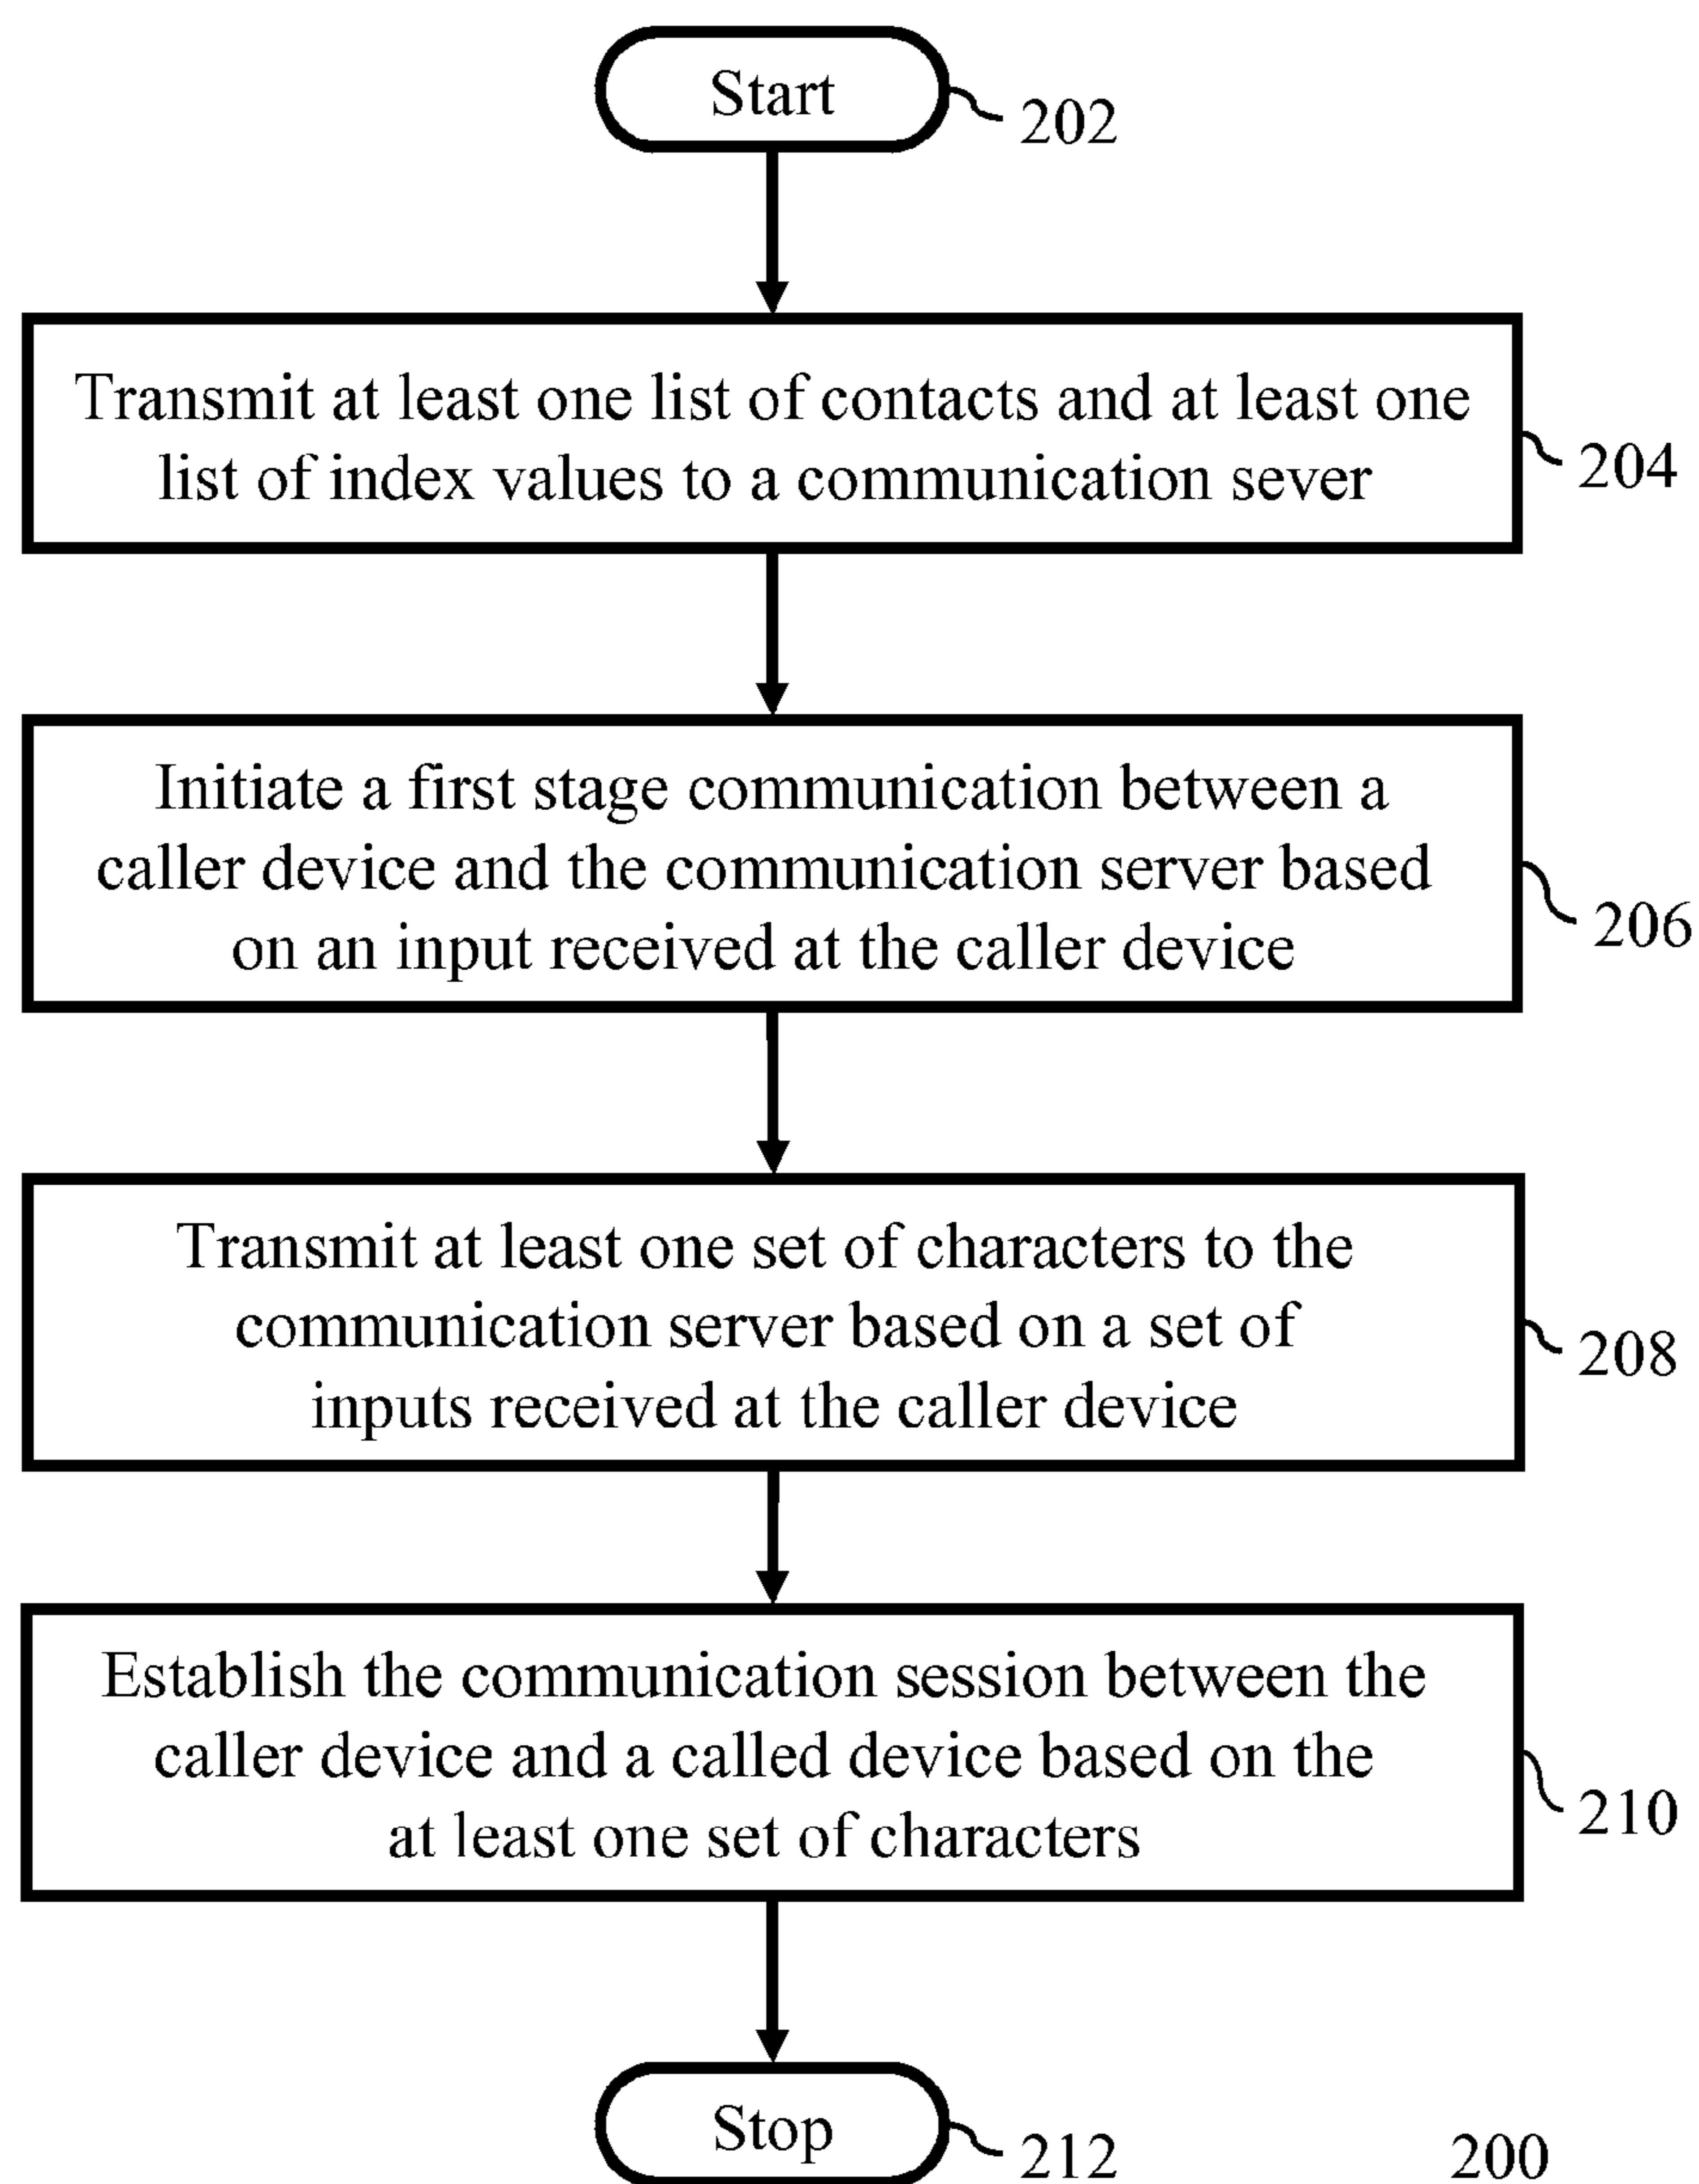 Start
202
Transmit at least one list of contacts and at least one
list of index values to a communication sever
204
Initiate a first stage communication between a
caller device and the communication server based
on an input received at the caller device
206
Transmit at least one set of characters to the
communication server based on a set of
inputs received at the caller device
208
Establish the communication session between the
caller device and a called device based on the
at least one set of characters
210
Stop
212
200